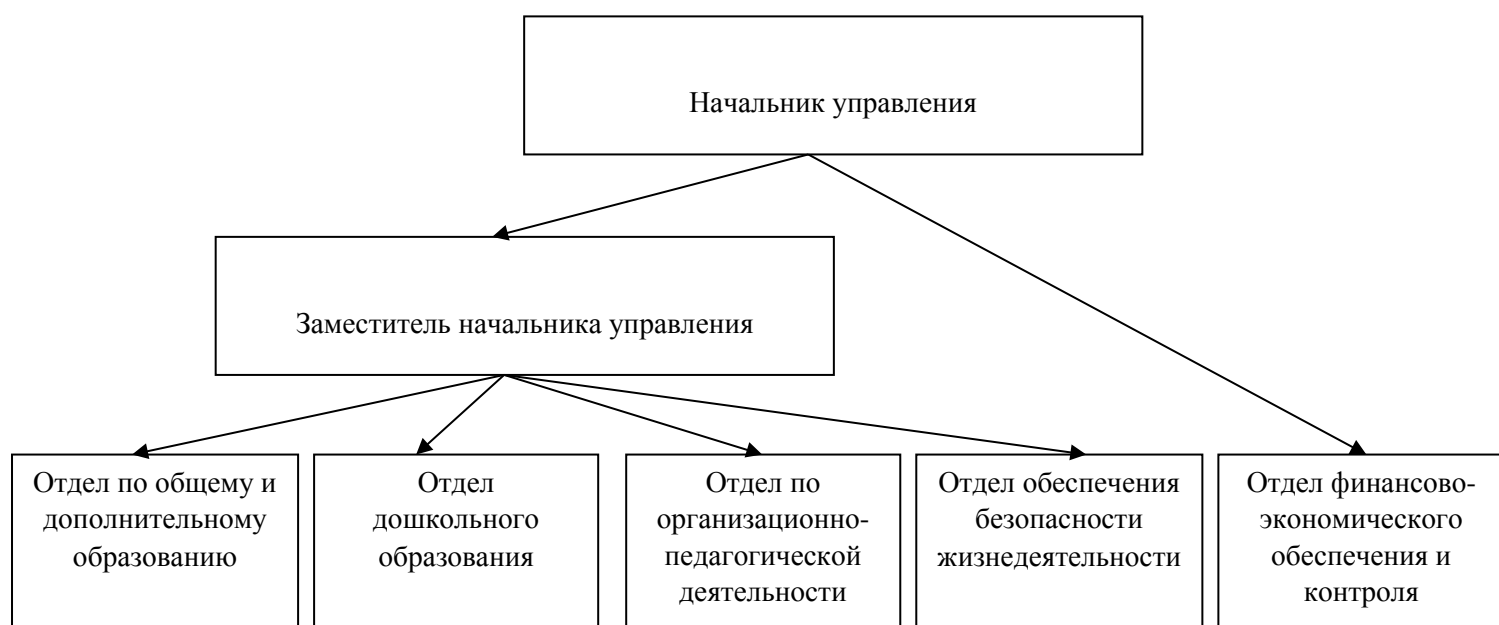 Начальник управления
Заместитель начальника управления
Отдел по общему и
дополнительному
образованию
Отдел
дошкольного
образования
Отдел по
организационно-
педагогической
деятельности
Отдел обеспечения
безопасности
жизнедеятельности
Отдел финансово-
экономического
обеспечения и
контроля